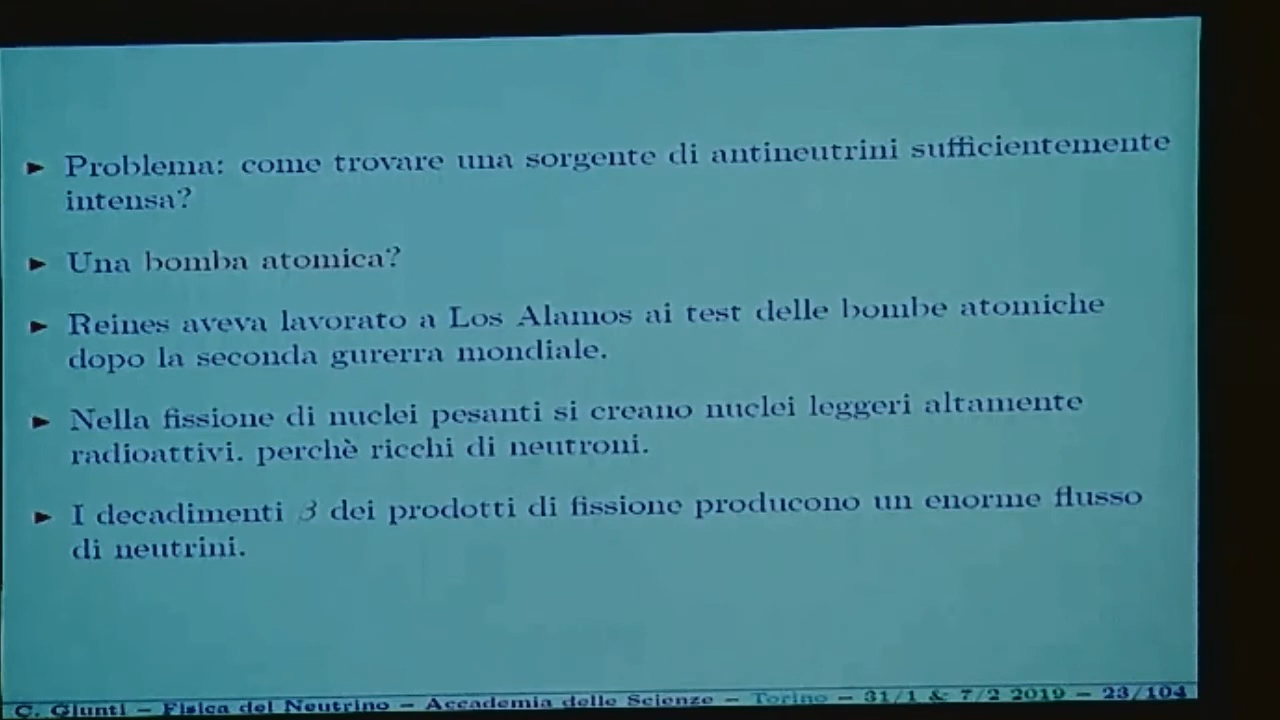 ► Problema: come trovare una sorgente di antineutrini sufficientemente
intensa?
► Una bomba atomica?
► Reines aveva lavorato a Los Alamos ai test delle bombe atomiche
dopo la seconda gurerra mondiale.
► Nella fissione di nuclei pesanti si creano nuclei leggeri altamente
radioattivi. perchè ricchi di neutroni.
► I decadimenti β dei prodotti di fissione producono un enorme flusso
di neutrini.
C. Giunti – Fisica del Neutrino – Accademia delle Scienze – Torino – 31/1 & 7/2 2019 – 23/104